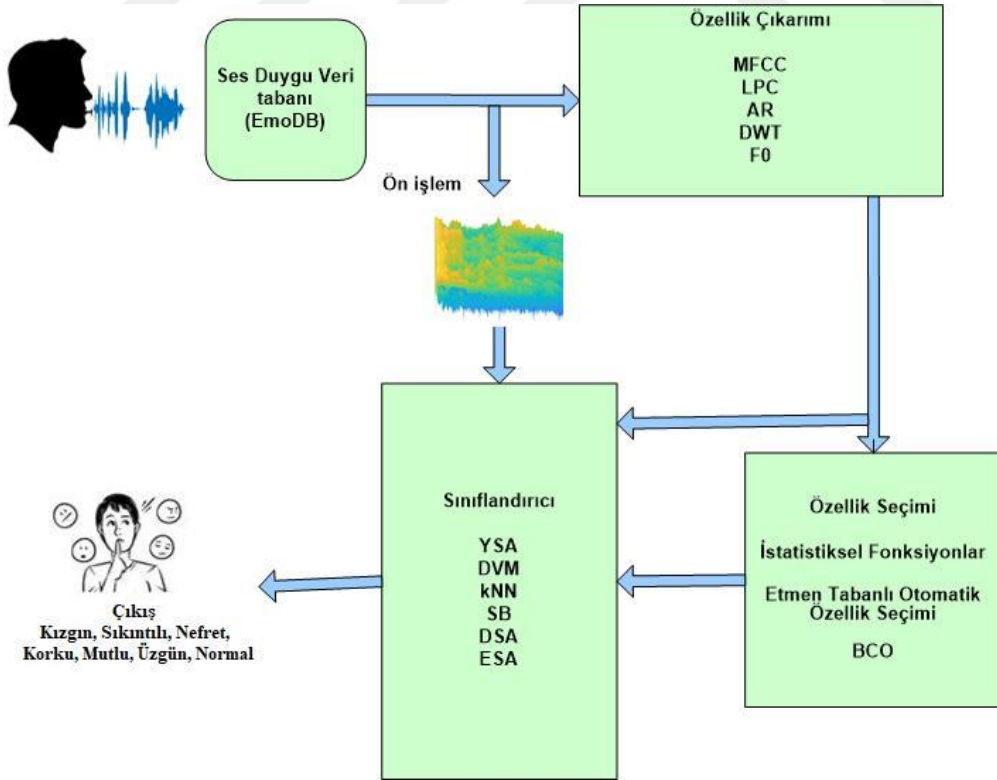 Ses Duygu Veri
tabanı
(EmoDB)
Özellik Çıkarımı
MFCC
LPC
AR
DWT
F0
Ön işlem
Sınıflandırıcı
YSA
DVM
kNN
SB
DSA
ESA
Özellik Seçimi
İstatistiksel Fonksiyonlar
Etmen Tabanlı Otomatik
Özellik Seçimi
BCO
Çıkış
Kızgın, Sıkıntılı, Nefret,
Korku, Mutlu, Üzgün, Normal